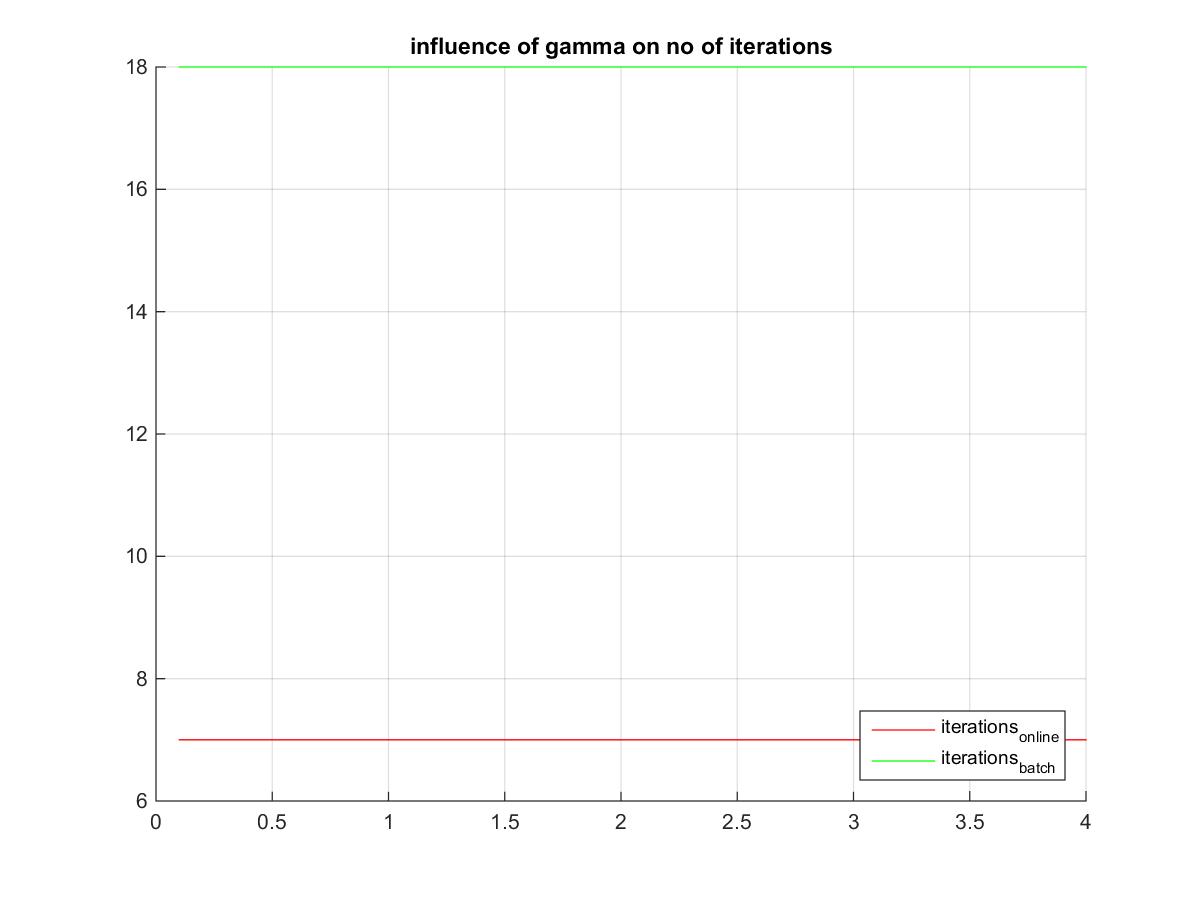 influence of gamma on no of iterations
18
16
14
12
10
8
6
0 0.5 1 1.5 2 2.5 3 3.5 4
iterations_online
iterations_batch